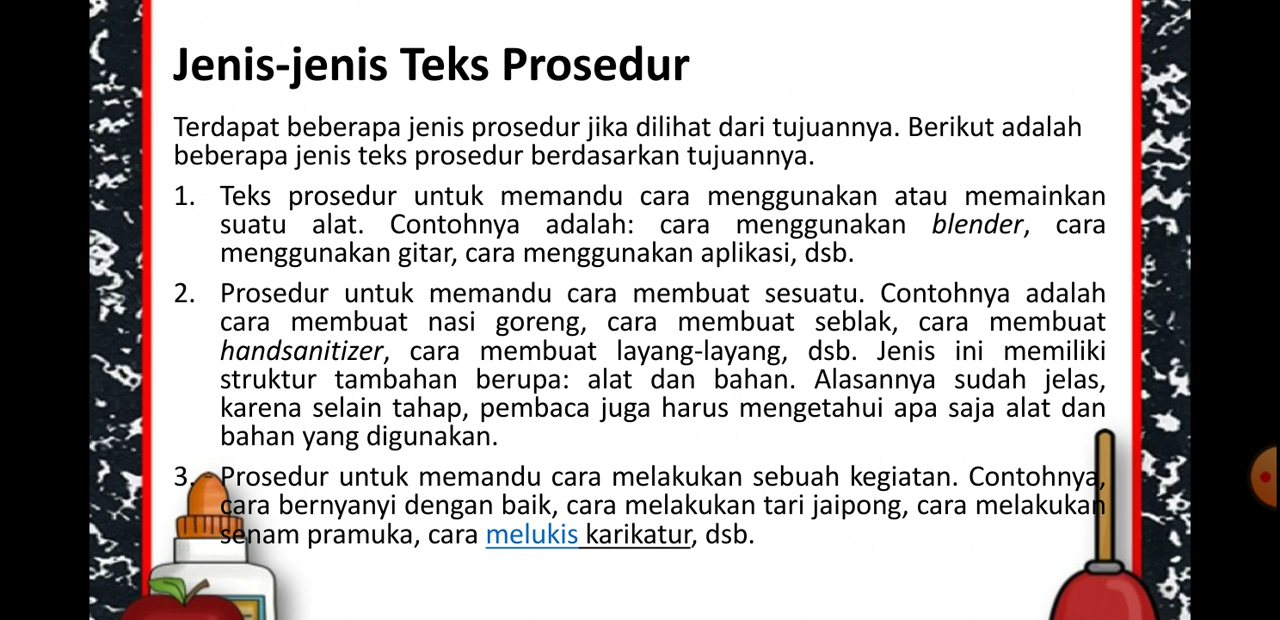 Jenis-jenis Teks Prosedur
Terdapat beberapa jenis prosedur jika dilihat dari tujuannya. Berikut adalah
beberapa jenis teks prosedur berdasarkan tujuannya.
1. Teks prosedur untuk memandu cara menggunakan atau memainkan
suatu alat. Contohnya adalah: cara menggunakan blender, cara
menggunakan gitar, cara menggunakan aplikasi, dsb.
2. Prosedur untuk memandu cara membuat sesuatu. Contohnya adalah
cara membuat nasi goreng, cara membuat seblak, cara membuat
handsanitizer, cara membuat layang-layang, dsb. Jenis ini memiliki
struktur tambahan berupa: alat dan bahan. Alasannya sudah jelas,
karena selain tahap, pembaca juga harus mengetahui apa saja alat dan
bahan yang digunakan.
3. Prosedur untuk memandu cara melakukan sebuah kegiatan. Contohnya,
cara bernyanyi dengan baik, cara melakukan tari jaipong, cara melakukan
senam pramuka, cara melukis karikatur, dsb.